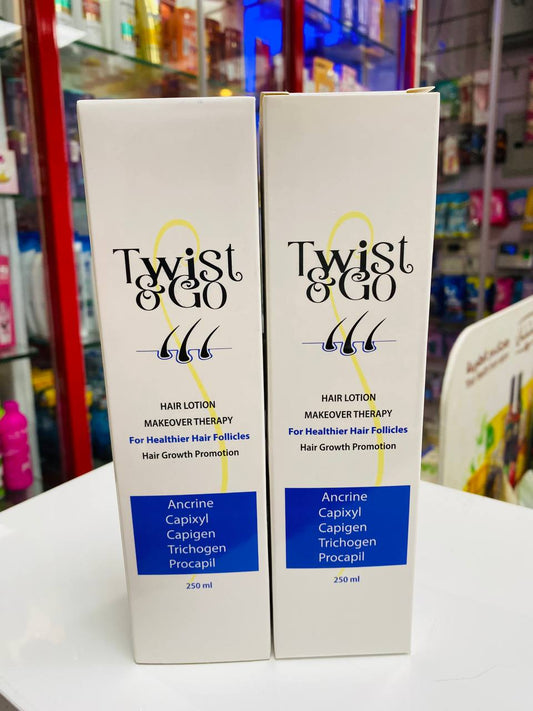 Twist
& Go
HAIR LOTION
MAKEOVER THERAPY
For Healthier Hair Follicles
Hair Growth Promotion
Ancrine
Capixyl
Capigen
Trichogen
Procapil
250 ml
Twist
& Go
HAIR LOTION
MAKEOVER THERAPY
For Healthier Hair Follicles
Hair Growth Promotion
Ancrine
Capixyl
Capigen
Trichogen
Procapil
250 ml